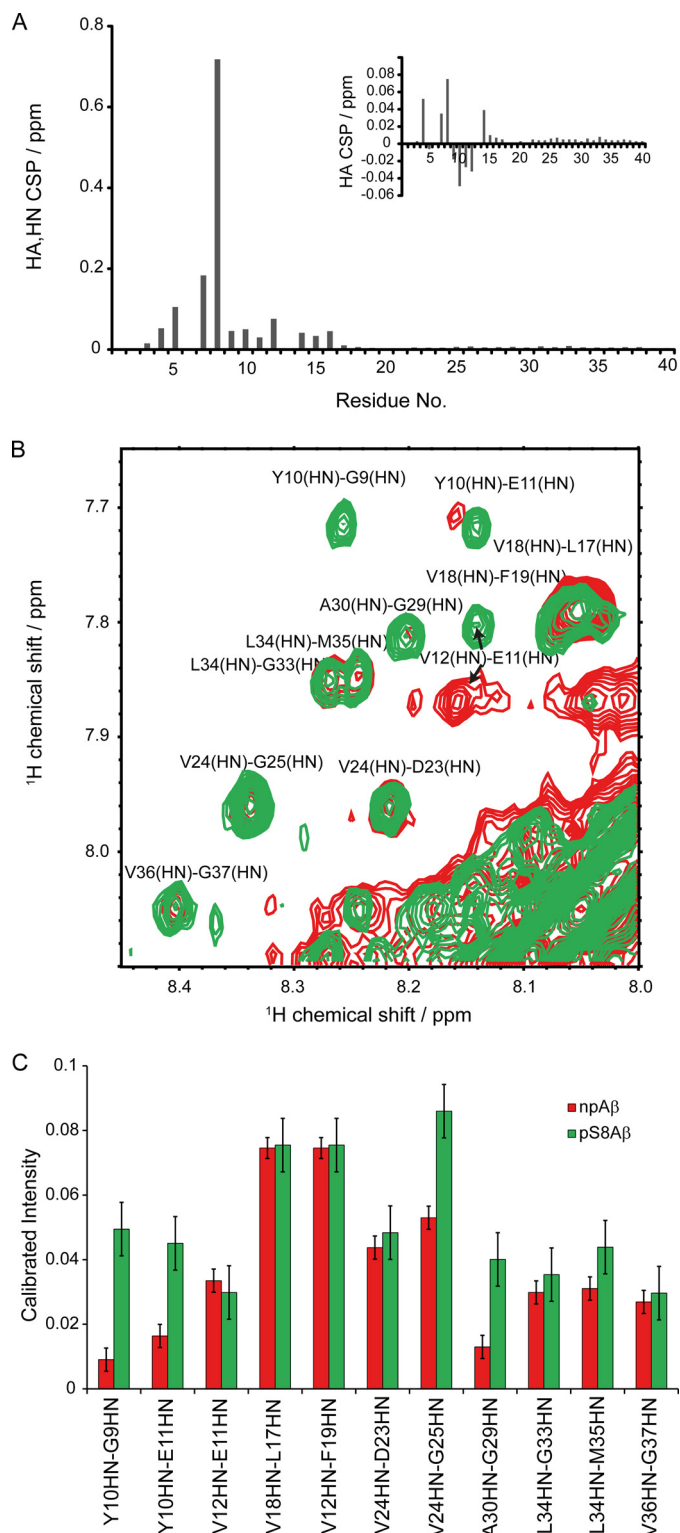 A
HA,HN CSP / ppm
0.8
0.6
0.4
0.2
0
5
10
15
20
25
30
35
40
Residue No.
HA CSP / ppm
0.08
0.06
0.04
0.02
0
-0.02
-0.04
-0.06
5
10
15
20
25
30
35
40
B
¹H chemical shift / ppm
7.7
7.8
7.9
8.0
Y10(HN)-G9(HN)
Y10(HN)-E11(HN)
V18(HN)-L17(HN)
V18(HN)-F19(HN)
A30(HN)-G29(HN)
L34(HN)-M35(HN)
V12(HN)-E11(HN)
L34(HN)-G33(HN
V24(HN)-G25(HN)
V24(HN)-D23(HN)
V36(HN)-G37(HN)
8.4
8.3
8.2
8.1
8.0
¹H chemical shift / ppm
C
Calibrated Intensity
0.1
0.08
0.06
0.04
0.02
0
npAβ
pS8Aβ
Y10HN-G9HN
Y10HN-E11HN
V12HN-E11HN
V18HN-L17HN
V12HN-F19HN
V24HN-D23HN
V24HN-G25HN
A30HN-G29HN
L34HN-G33HN
L34HN-M35HN
V36HN-G37HN